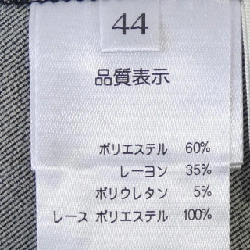 44
品質表示
ポリエステル 60%
レーヨン 35%
ポリウレタン 5%
レース ポリエステル 100%